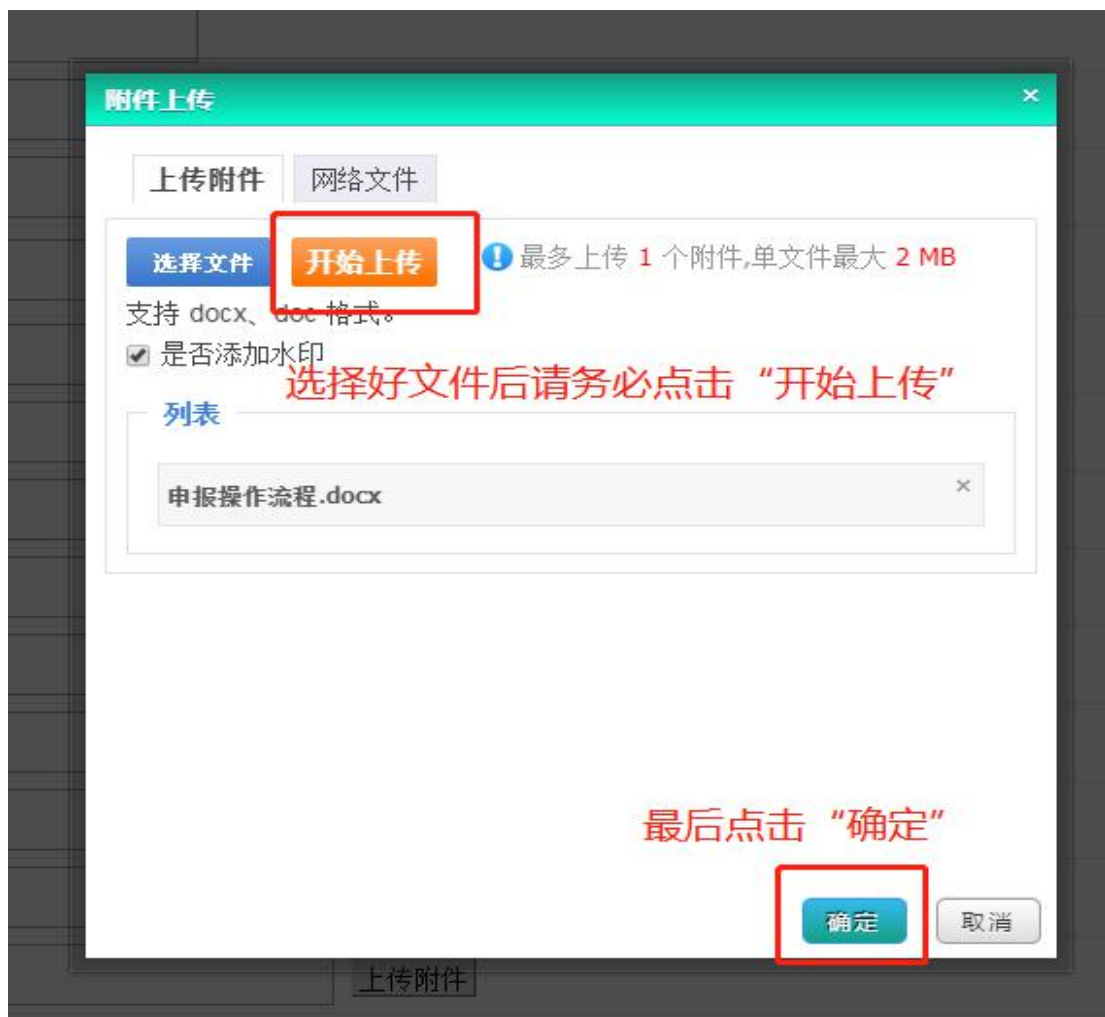 附件上传 ×
上传附件 网络文件
选择文件 开始上传 ! 最多上传 1 个附件,单文件最大 2 MB
支持 docx、doc 格式。
是否添加水印
选择好文件后请务必点击“开始上传”
列表
申报操作流程.docx ×
最后点击“确定”
确定 取消
上传附件